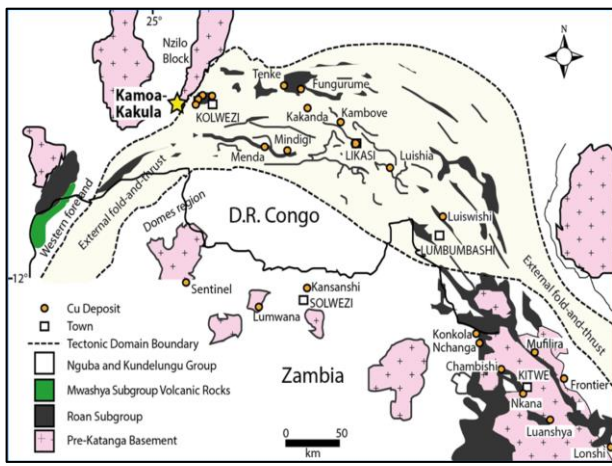 25°
Nzilo
Block
N
Tenke
Fungurume
Kamoa-
Kakula
KOLWEZI
Kakanda
Kambove
Mindigi
Menda
LIKASI
Luishia
Western foreland
External fold-and-thrust
Domes region
D.R. Congo
Luiswishi
LUMBUMBASHI
12°
Sentinel
Kansanshi
SOLWEZI
Lumwana
External fold-and-thrust
Cu Deposit
Town
Tectonic Domain Boundary
Nguba and Kundelungu Group
Mwashya Subgroup Volcanic Rocks
Roan Subgroup
Pre-Katanga Basement
Zambia
Konkola
Nchanga
Mufilira
Chambishi
KITWE
Frontier
Nkana
Luanshya
Lonshi
0 50
km